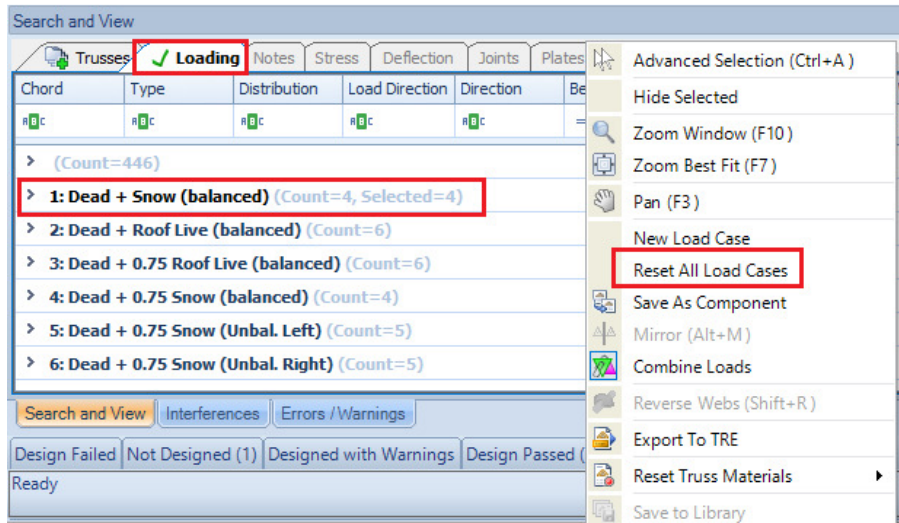 Search and View
Trusses Loading Notes Stress Deflection Joints Plates
Chord Type Distribution Load Direction Direction Be
ABC ABC ABC ABC ABC =
> (Count=446)
> 1: Dead + Snow (balanced) (Count=4, Selected=4)
> 2: Dead + Roof Live (balanced) (Count=6)
> 3: Dead + 0.75 Roof Live (balanced) (Count=6)
> 4: Dead + 0.75 Snow (balanced) (Count=4)
> 5: Dead + 0.75 Snow (Unbal. Left) (Count=5)
> 6: Dead + 0.75 Snow (Unbal. Right) (Count=5)
Search and View Interferences Errors / Warnings
Design Failed Not Designed (1) Designed with Warnings Design Passed (
Ready
Advanced Selection (Ctrl+A )
Hide Selected
Zoom Window (F10 )
Zoom Best Fit (F7 )
Pan (F3 )
New Load Case
Reset All Load Cases
Save As Component
Mirror (Alt+M )
Combine Loads
Reverse Webs (Shift+R )
Export To TRE
Reset Truss Materials
Save to Library